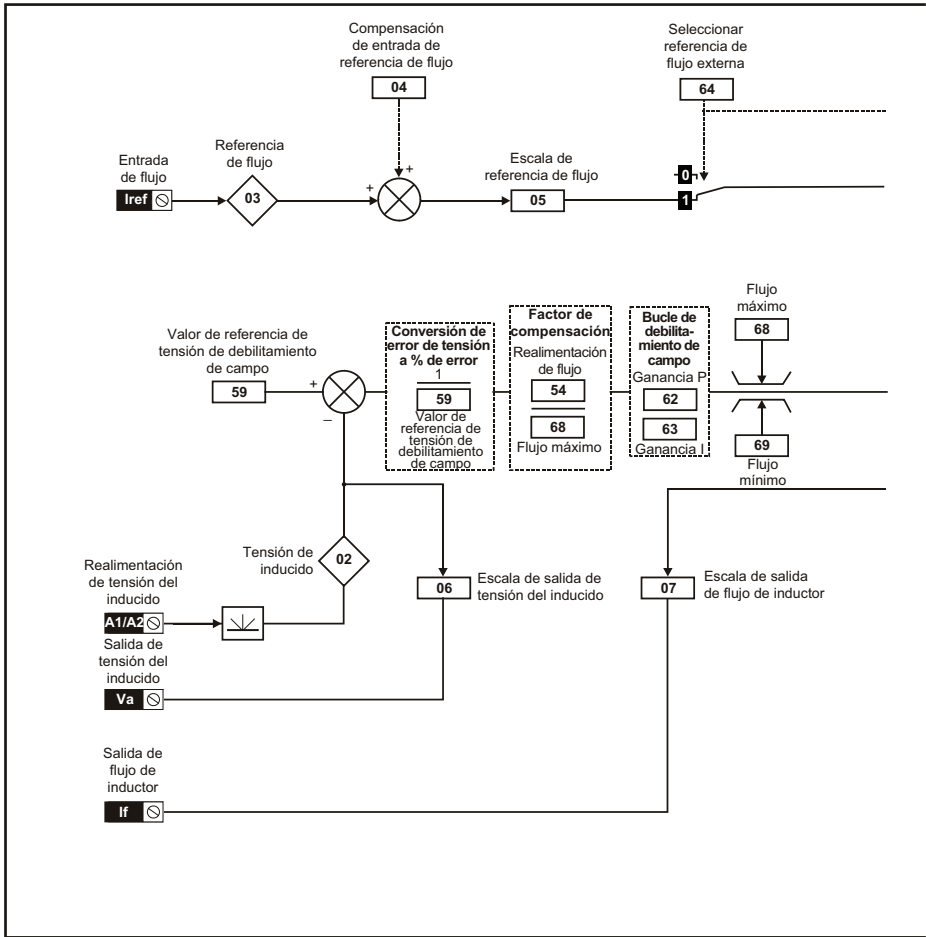 Compensación
de entrada de
referencia de flujo
04
Seleccionar
referencia de
flujo externa
64
Entrada
de flujo
Iref
Referencia
de flujo
03
+
+
Escala de
referencia de flujo
05
0
1
Valor de referencia de
tensión de debilitamiento
de campo
59
+
–
Conversión de
error de tensión
a % de error
1
59
Valor de
referencia de
tensión de
debilitamiento
de campo
Factor de
compensación
Realimentación
de flujo
54
68
Flujo máximo
Bucle de
debilita-
miento de
campo
Ganancia P
62
63
Ganancia I
Flujo
máximo
68
69
Flujo
mínimo
Realimentación
de tensión del
inducido
A1/A2
Tensión de
inducido
02
06
Escala de salida de
tensión del inducido
07
Escala de salida
de flujo de inductor
Salida de
tensión del
inducido
Va
Salida de
flujo de
inductor
If